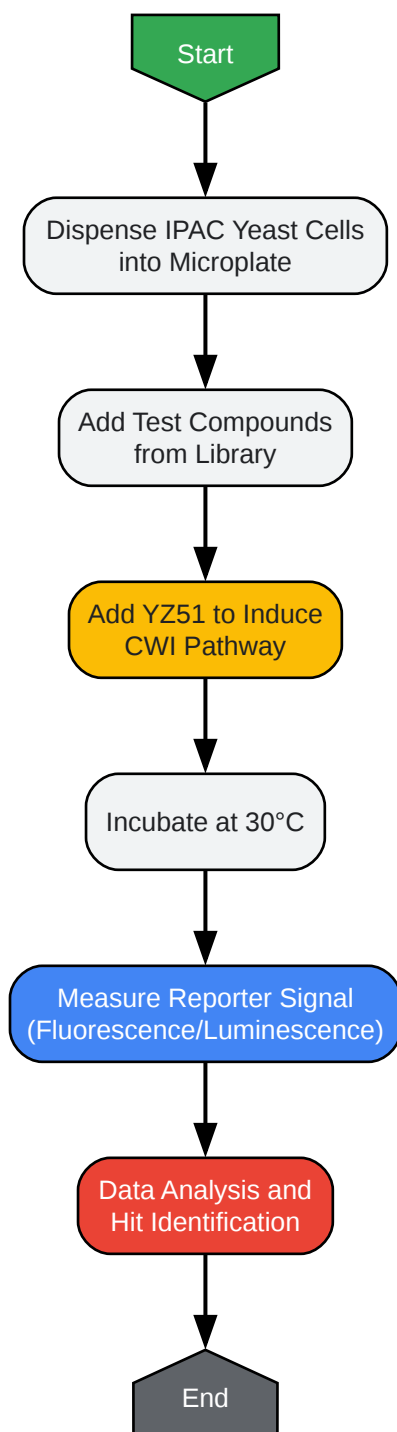 Start
Dispense IPAC Yeast Cells
into Microplate
Add Test Compounds
from Library
Add YZ51 to Induce
CWI Pathway
Incubate at 30°C
Measure Reporter Signal
(Fluorescence/Luminescence)
Data Analysis and
Hit Identification
End